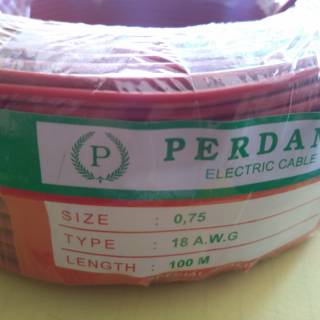 P
PERDAN
ELECTRIC CABLE
SIZE : 0,75
TYPE : 18 A.W.G
LENGTH : 100 M